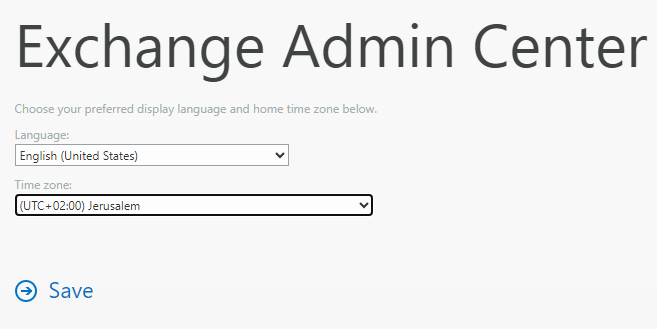 Exchange Admin Center
Choose your preferred display language and home time zone below.
Language:
English (United States)
Time zone:
(UTC+02:00) Jerusalem
Save